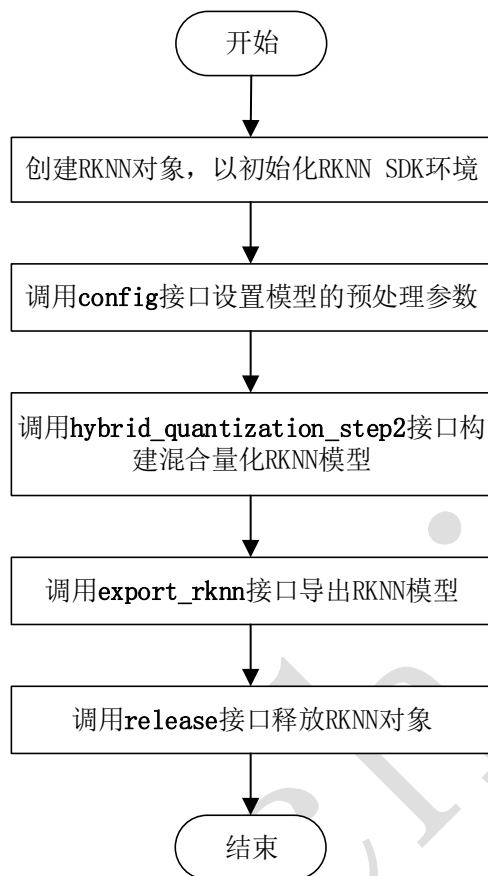 开始
创建RKNN对象，以初始化RKNN SDK环境
调用config接口设置模型的预处理参数
调用hybrid_quantization_step2接口构
建混合量化RKNN模型
调用export_rknn接口导出RKNN模型
调用release接口释放RKNN对象
结束